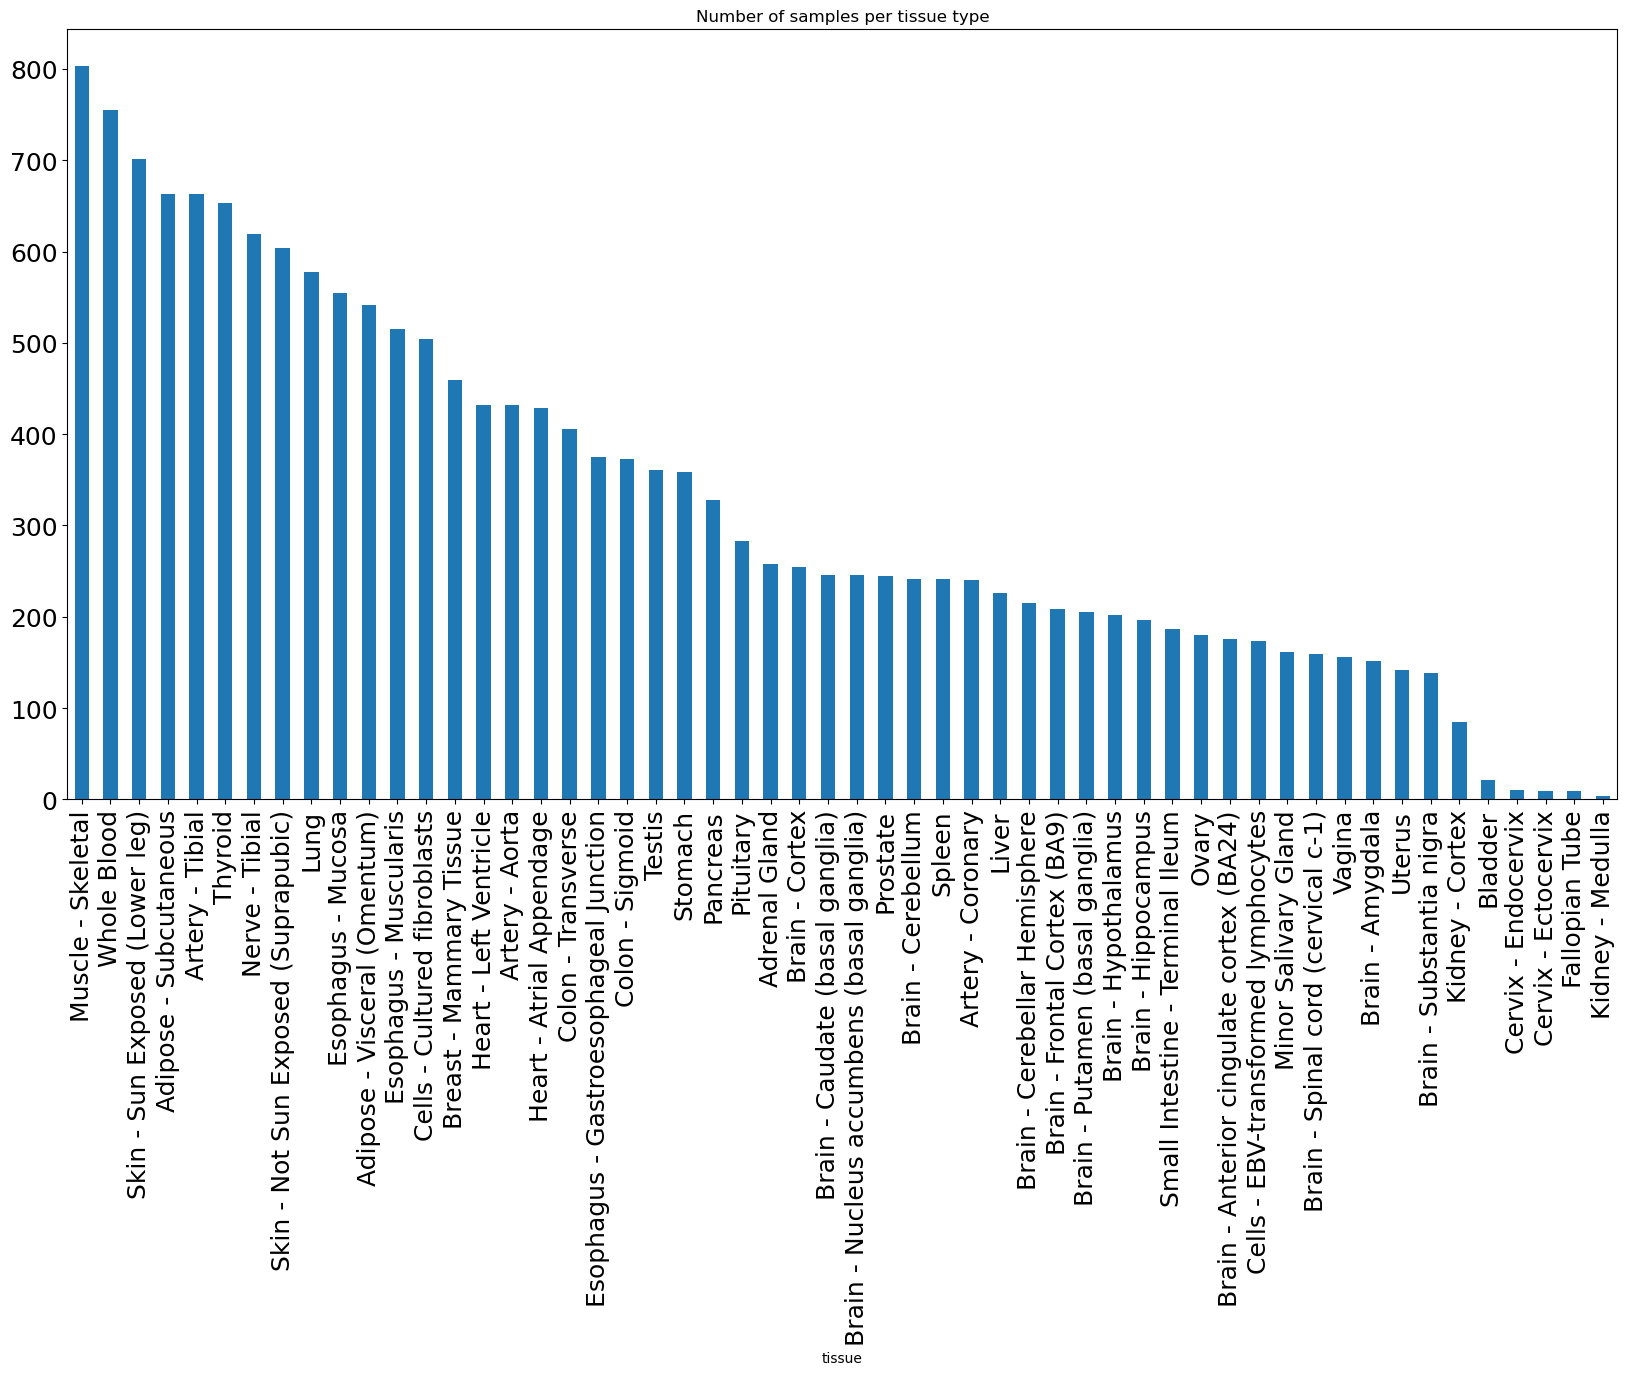 Number of samples per tissue type
800
700
600
500
400
300
200
100
0
Muscle - Skeletal
Whole Blood
Skin - Sun Exposed (Lower leg)
Adipose - Subcutaneous
Artery - Tibial
Thyroid
Nerve - Tibial
Skin - Not Sun Exposed (Suprapubic)
Lung
Esophagus - Mucosa
Adipose - Visceral (Omentum)
Esophagus - Muscularis
Cells - Cultured fibroblasts
Breast - Mammary Tissue
Heart - Left Ventricle
Artery - Aorta
Heart - Atrial Appendage
Colon - Transverse
Esophagus - Gastroesophageal Junction
Colon - Sigmoid
Testis
Stomach
Pancreas
Pituitary
Adrenal Gland
Brain - Cortex
Brain - Caudate (basal ganglia)
Brain - Nucleus accumbens (basal ganglia)
Prostate
Brain - Cerebellum
Spleen
Artery - Coronary
Liver
Brain - Cerebellar Hemisphere
Brain - Frontal Cortex (BA9)
Brain - Putamen (basal ganglia)
Brain - Hypothalamus
Brain - Hippocampus
Small Intestine - Terminal Ileum
Ovary
Brain - Anterior cingulate cortex (BA24)
Cells - EBV-transformed lymphocytes
Minor Salivary Gland
Brain - Spinal cord (cervical c-1)
Vagina
Brain - Amygdala
Uterus
Brain - Substantia nigra
Kidney - Cortex
Bladder
Cervix - Endocervix
Cervix - Ectocervix
Fallopian Tube
Kidney - Medulla
tissue